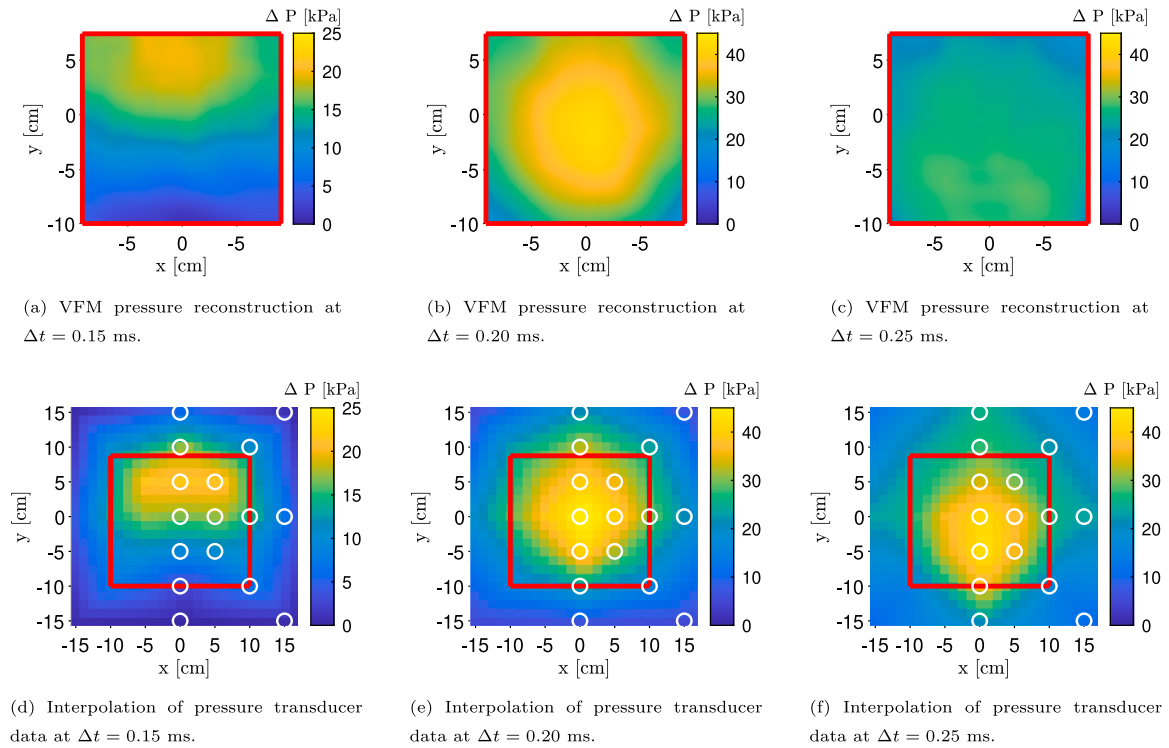 Δ P [kPa]
Δ P [kPa]
Δ P [kPa]
25
20
15
10
5
0
40
30
20
10
0
40
30
20
10
0
5
0
-5
-10
y [cm]
-5 0 -5
x [cm]
5
0
-5
-10
y [cm]
-5 0 -5
x [cm]
5
0
-5
-10
y [cm]
-5 0 -5
x [cm]
(a) VFM pressure reconstruction at
Δt = 0.15 ms.
(b) VFM pressure reconstruction at
Δt = 0.20 ms.
(c) VFM pressure reconstruction at
Δt = 0.25 ms.
Δ P [kPa]
Δ P [kPa]
Δ P [kPa]
25
20
15
10
5
0
40
30
20
10
0
40
30
20
10
0
15
10
5
0
-5
-10
-15
y [cm]
-15 -10 -5 0 5 10 15
x [cm]
15
10
5
0
-5
-10
-15
y [cm]
-15 -10 -5 0 5 10 15
x [cm]
15
10
5
0
-5
-10
-15
y [cm]
-15 -10 -5 0 5 10 15
x [cm]
(d) Interpolation of pressure transducer
data at Δt = 0.15 ms.
(e) Interpolation of pressure transducer
data at Δt = 0.20 ms.
(f) Interpolation of pressure transducer
data at Δt = 0.25 ms.